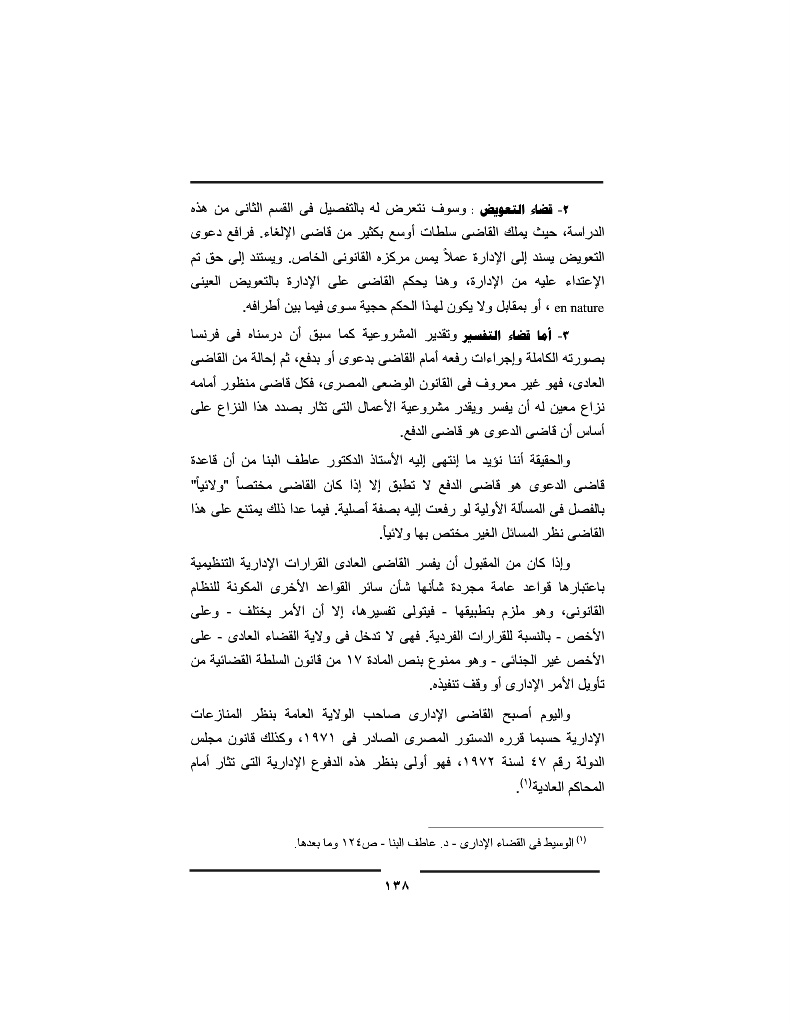 ٢- قضاء التعويض : وسوف نتعرض له بالتفصيل فى القسم الثانى من هذه
الدراسة، حيث يملك القاضى سلطات أوسع بكثير من قاضى الإلغاء. فرافع دعوى
التعويض يسند إلى الإدارة عملاً يمس مركزه القانونى الخاص. ويستند إلى حق تم
الإعتداء عليه من الإدارة، وهنا يحكم القاضى على الإدارة بالتعويض العينى
en nature ، أو بمقابل ولا يكون لهذا الحكم حجية سوى فيما بين أطرافه.
٣- أما قضاء التفسير وتقدير المشروعية كما سبق أن درسناه فى فرنسا
بصورته الكاملة وإجراءات رفعه أمام القاضى بدعوى أو بدفع، ثم إحالة من القاضى
العادى، فهو غير معروف فى القانون الوضعى المصرى، فكل قاضى منظور أمامه
نزاع معين له أن يفسر ويقدر مشروعية الأعمال التى تثار بصدد هذا النزاع على
أساس أن قاضى الدعوى هو قاضى الدفع.
والحقيقة أننا نؤيد ما إنتهى إليه الأستاذ الدكتور عاطف البنا من أن قاعدة
قاضى الدعوى هو قاضى الدفع لا تطبق إلا إذا كان القاضى مختصاً "ولائياً"
بالفصل فى المسألة الأولية لو رفعت إليه بصفة أصلية. فيما عدا ذلك يمتنع على هذا
القاضى نظر المسائل الغير مختص بها ولائياً.
وإذا كان من المقبول أن يفسر القاضى العادى القرارات الإدارية التنظيمية
باعتبارها قواعد عامة مجردة شأنها شأن سائر القواعد الأخرى المكونة للنظام
القانونى، وهو ملزم بتطبيقها - فيتولى تفسيرها، إلا أن الأمر يختلف - وعلى
الأخص - بالنسبة للقرارات الفردية. فهى لا تدخل فى ولاية القضاء العادى - على
الأخص غير الجنائى - وهو ممنوع بنص المادة ١٧ من قانون السلطة القضائية من
تأويل الأمر الإدارى أو وقف تنفيذه.
واليوم أصبح القاضى الإدارى صاحب الولاية العامة بنظر المنازعات
الإدارية حسبما قرره الدستور المصرى الصادر فى ١٩٧١، وكذلك قانون مجلس
الدولة رقم ٤٧ لسنة ١٩٧٢، فهو أولى بنظر هذه الدفوع الإدارية التى تثار أمام
المحاكم العادية(١).
(١) الوسيط فى القضاء الإدارى - د. عاطف البنا - ص١٢٤ وما بعدها.
١٣٨